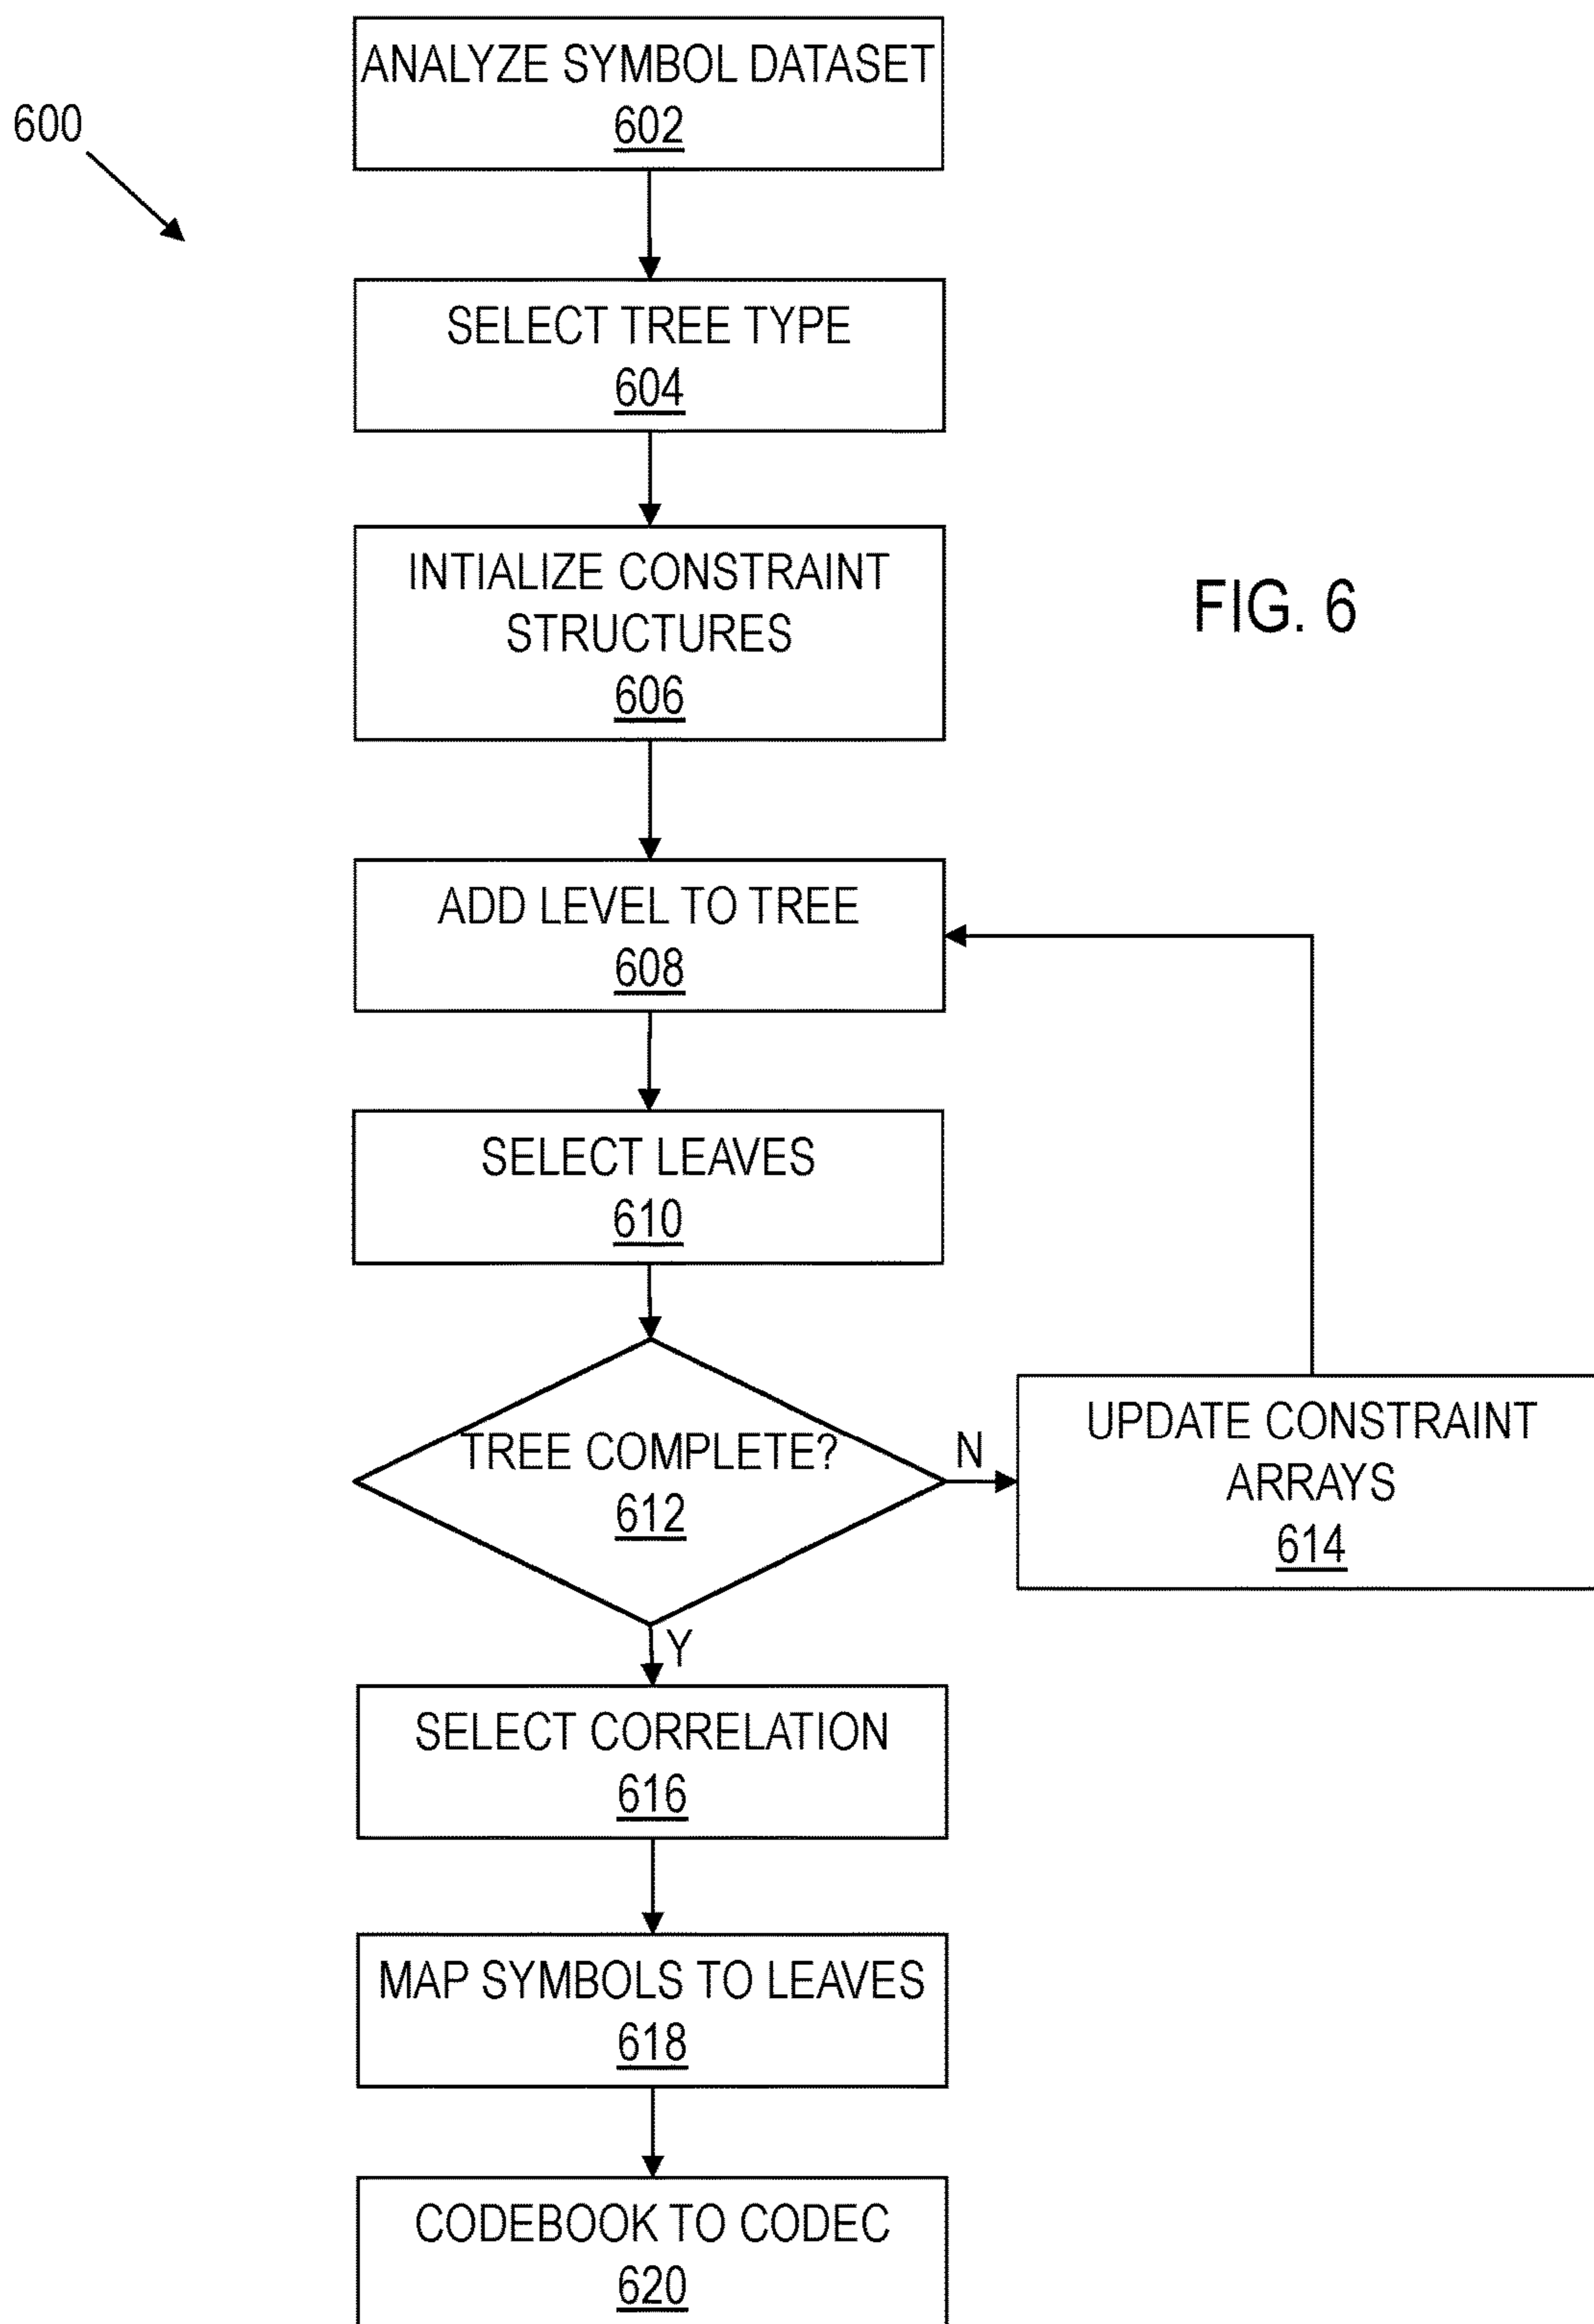 ANALYZE SYMBOL DATASET
602
600
SELECT TREE TYPE
604
INTIALIZE CONSTRAINT
STRUCTURES
606
FIG. 6
ADD LEVEL TO TREE
608
SELECT LEAVES
610
TREE COMPLETE?
612
N
UPDATE CONSTRAINT
ARRAYS
614
Y
SELECT CORRELATION
616
MAP SYMBOLS TO LEAVES
618
CODEBOOK TO CODEC
620